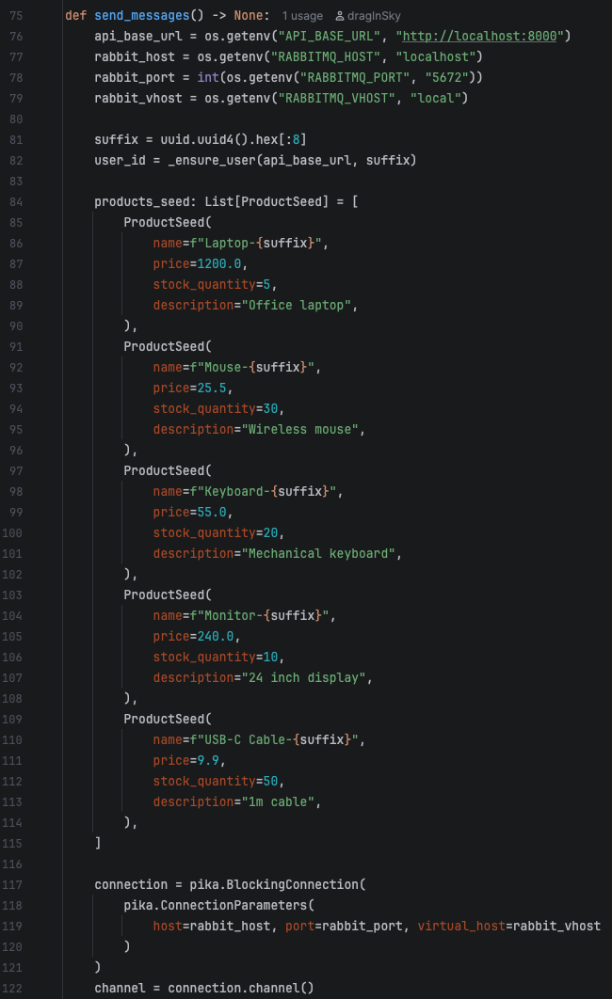 75 def send_messages() -> None: 1 usage dragInSky
76 api_base_url = os.getenv("API_BASE_URL", "http://localhost:8000")
77 rabbit_host = os.getenv("RABBITMQ_HOST", "localhost")
78 rabbit_port = int(os.getenv("RABBITMQ_PORT", "5672"))
79 rabbit_vhost = os.getenv("RABBITMQ_VHOST", "local")
80
81 suffix = uuid.uuid4().hex[:8]
82 user_id = _ensure_user(api_base_url, suffix)
83
84 products_seed: List[ProductSeed] = [
85 ProductSeed(
86 name=f"Laptop-{suffix}",
87 price=1200.0,
88 stock_quantity=5,
89 description="Office laptop",
90 ),
91 ProductSeed(
92 name=f"Mouse-{suffix}",
93 price=25.5,
94 stock_quantity=30,
95 description="Wireless mouse",
96 ),
97 ProductSeed(
98 name=f"Keyboard-{suffix}",
99 price=55.0,
100 stock_quantity=20,
101 description="Mechanical keyboard",
102 ),
103 ProductSeed(
104 name=f"Monitor-{suffix}",
105 price=240.0,
106 stock_quantity=10,
107 description="24 inch display",
108 ),
109 ProductSeed(
110 name=f"USB-C Cable-{suffix}",
111 price=9.9,
112 stock_quantity=50,
113 description="1m cable",
114 ),
115 ]
116
117 connection = pika.BlockingConnection(
118 pika.ConnectionParameters(
119 host=rabbit_host, port=rabbit_port, virtual_host=rabbit_vhost
120 )
121 )
122 channel = connection.channel()